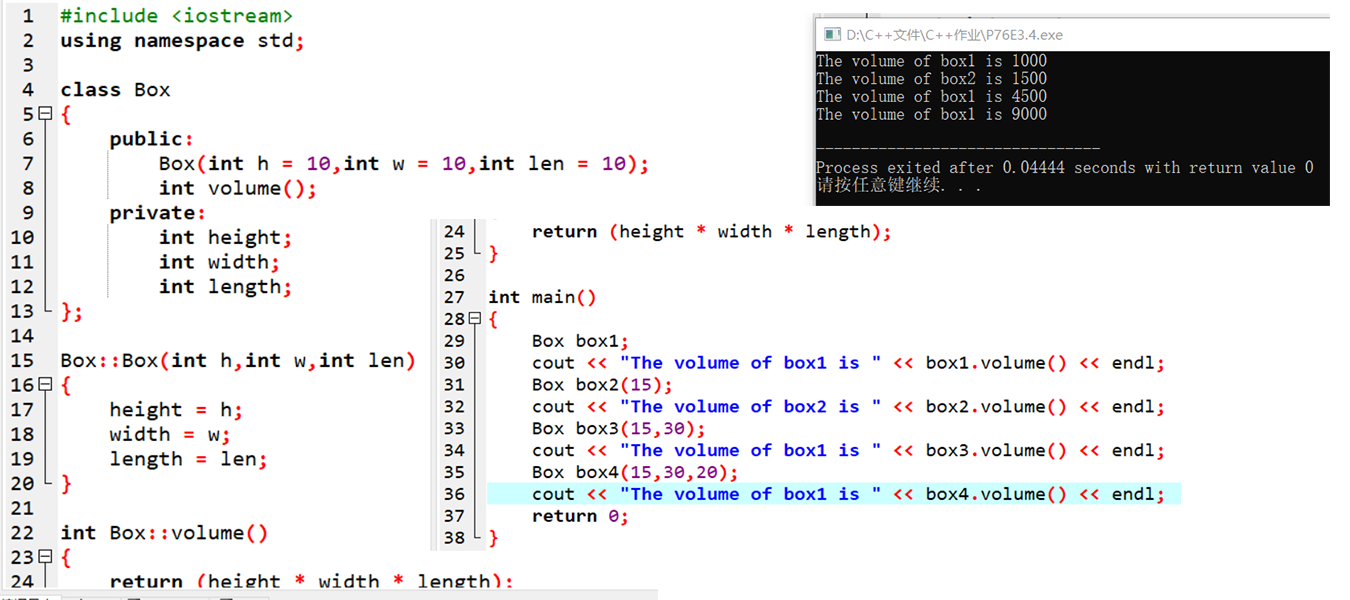 1 #include <iostream>
2 using namespace std;
3
4 class Box
5 {
6 public:
7 Box(int h = 10,int w = 10,int len = 10);
8 int volume();
9 private:
10 int height;
11 int width;
12 int length;
13 };
14
15 Box::Box(int h,int w,int len)
16 {
17 height = h;
18 width = w;
19 length = len;
20 }
21
22 int Box::volume()
23 {
24 return (height * width * length);
24 return (height * width * length);
25 }
26
27 int main()
28 {
29 Box box1;
30 cout << "The volume of box1 is " << box1.volume() << endl;
31 Box box2(15);
32 cout << "The volume of box2 is " << box2.volume() << endl;
33 Box box3(15,30);
34 cout << "The volume of box1 is " << box3.volume() << endl;
35 Box box4(15,30,20);
36 cout << "The volume of box1 is " << box4.volume() << endl;
37 return 0;
38 }
D:\C++文件\C++作业\P76E3.4.exe
The volume of box1 is 1000
The volume of box2 is 1500
The volume of box1 is 4500
The volume of box1 is 9000
--------------------------------
Process exited after 0.04444 seconds with return value 0
请按任意键继续. . .